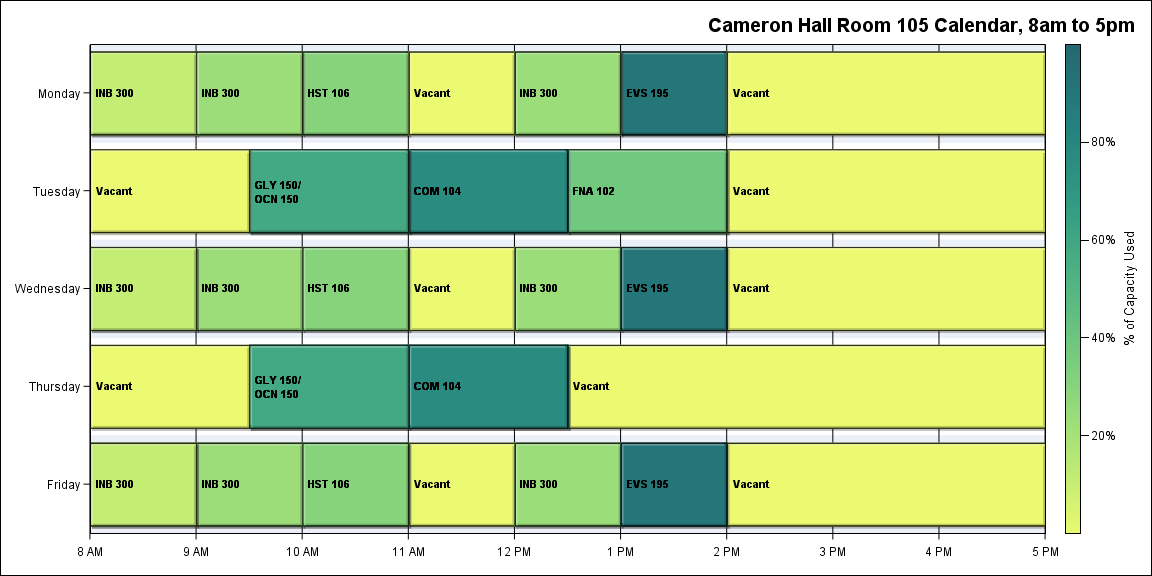 Cameron Hall Room 105 Calendar, 8am to 5pm
Monday
INB 300
INB 300
HST 106
Vacant
INB 300
EVS 195
Vacant
Tuesday
Vacant
GLY 150/
OCN 150
COM 104
FNA 102
Vacant
Wednesday
INB 300
INB 300
HST 106
Vacant
INB 300
EVS 195
Vacant
Thursday
Vacant
GLY 150/
OCN 150
COM 104
Vacant
Friday
INB 300
INB 300
HST 106
Vacant
INB 300
EVS 195
Vacant
8 AM
9 AM
10 AM
11 AM
12 PM
1 PM
2 PM
3 PM
4 PM
5 PM
80%
60%
40%
20%
% of Capacity Used